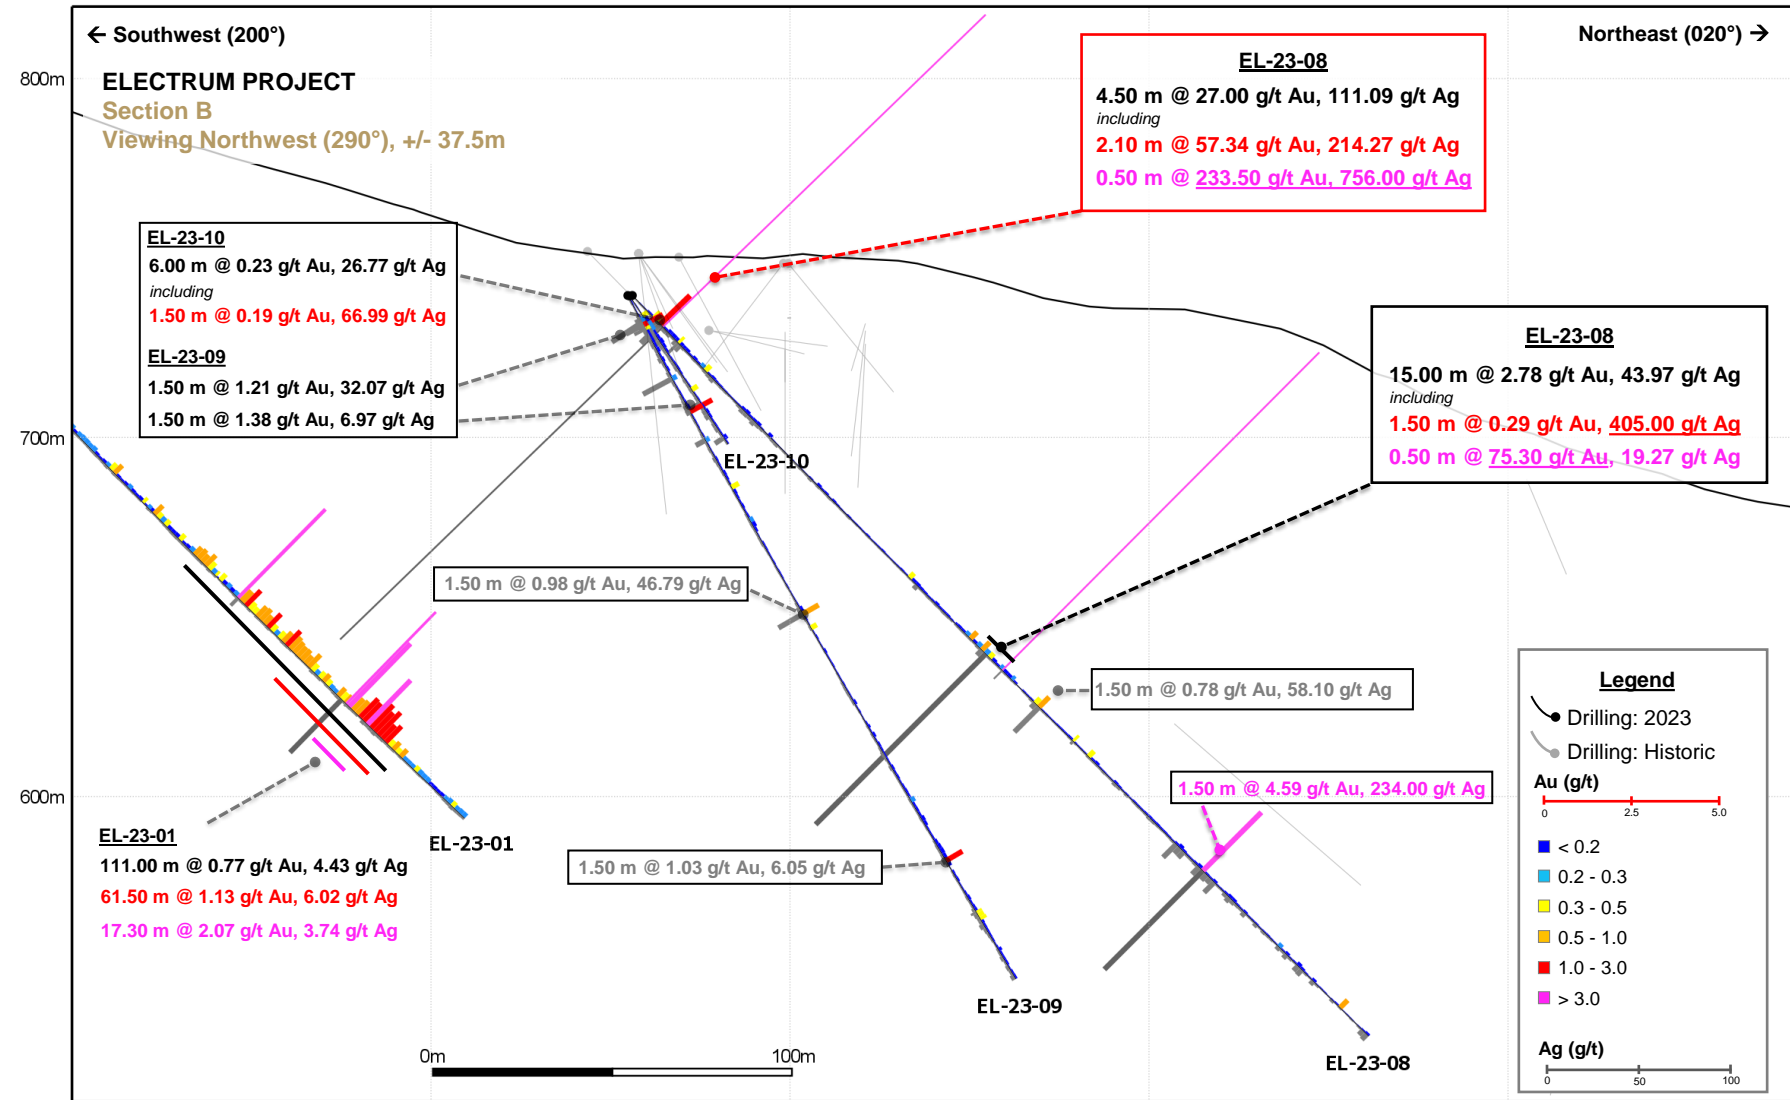 ← Southwest (200°)
Northeast (020°) →
ELECTRUM PROJECT
Section B
Viewing Northwest (290°), +/- 37.5m
800m
700m
600m
EL-23-08
4.50 m @ 27.00 g/t Au, 111.09 g/t Ag
including
2.10 m @ 57.34 g/t Au, 214.27 g/t Ag
0.50 m @ 233.50 g/t Au, 756.00 g/t Ag
EL-23-10
6.00 m @ 0.23 g/t Au, 26.77 g/t Ag
including
1.50 m @ 0.19 g/t Au, 66.99 g/t Ag
EL-23-09
1.50 m @ 1.21 g/t Au, 32.07 g/t Ag
1.50 m @ 1.38 g/t Au, 6.97 g/t Ag
EL-23-08
15.00 m @ 2.78 g/t Au, 43.97 g/t Ag
including
1.50 m @ 0.29 g/t Au, 405.00 g/t Ag
0.50 m @ 75.30 g/t Au, 19.27 g/t Ag
EL-23-10
1.50 m @ 0.98 g/t Au, 46.79 g/t Ag
1.50 m @ 0.78 g/t Au, 58.10 g/t Ag
1.50 m @ 4.59 g/t Au, 234.00 g/t Ag
1.50 m @ 1.03 g/t Au, 6.05 g/t Ag
EL-23-01
EL-23-01
111.00 m @ 0.77 g/t Au, 4.43 g/t Ag
61.50 m @ 1.13 g/t Au, 6.02 g/t Ag
17.30 m @ 2.07 g/t Au, 3.74 g/t Ag
EL-23-09
EL-23-08
0m
100m
Legend
Drilling: 2023
Drilling: Historic
Au (g/t)
0 2.5 5.0
< 0.2
0.2 - 0.3
0.3 - 0.5
0.5 - 1.0
1.0 - 3.0
> 3.0
Ag (g/t)
0 50 100